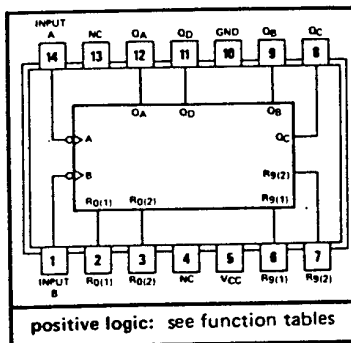 INPUT
A NC QA QD GND QB QC
14 13 12 11 10 9 8
QA QD QB
A QC
B R9(2)
R0(1) R0(2) R9(1)
1 2 3 4 5 6 7
INPUT R0(1) R0(2) NC VCC R9(1) R9(2)
B
positive logic: see function tables